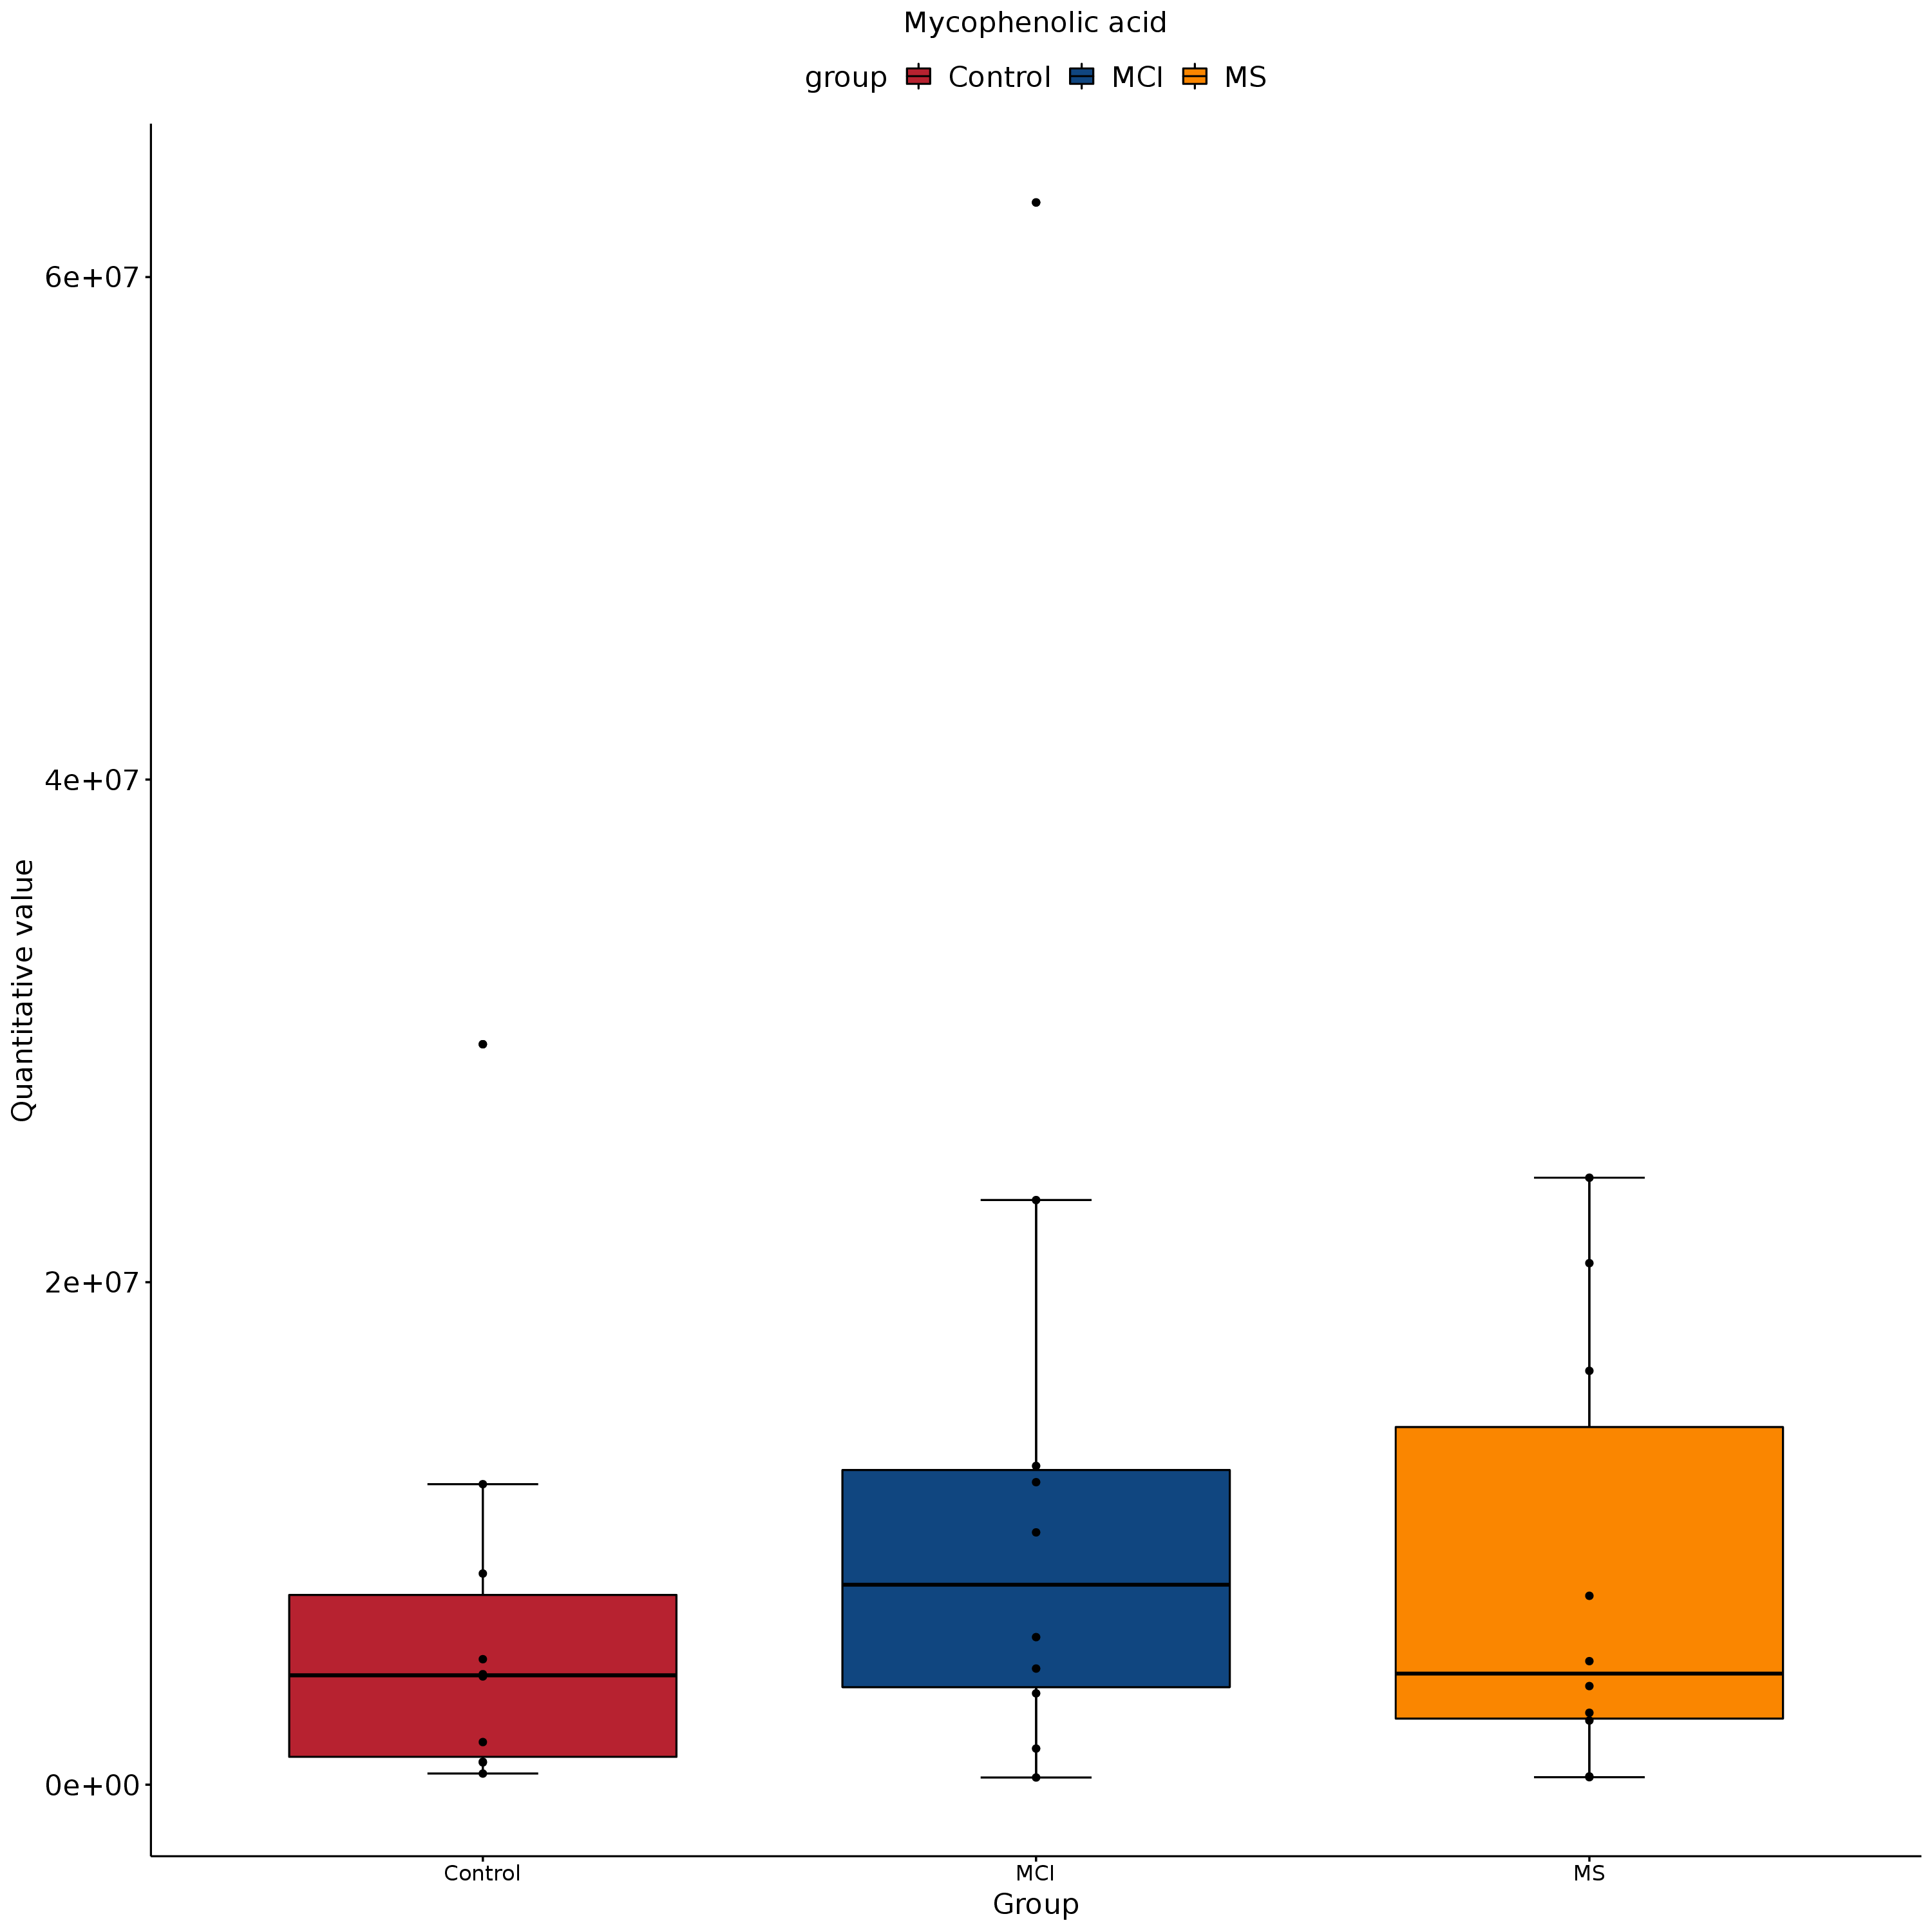 Mycophenolic acid
group Control MCI MS
6e+07
4e+07
2e+07
0e+00
Quantitative value
Control MCI MS
Group